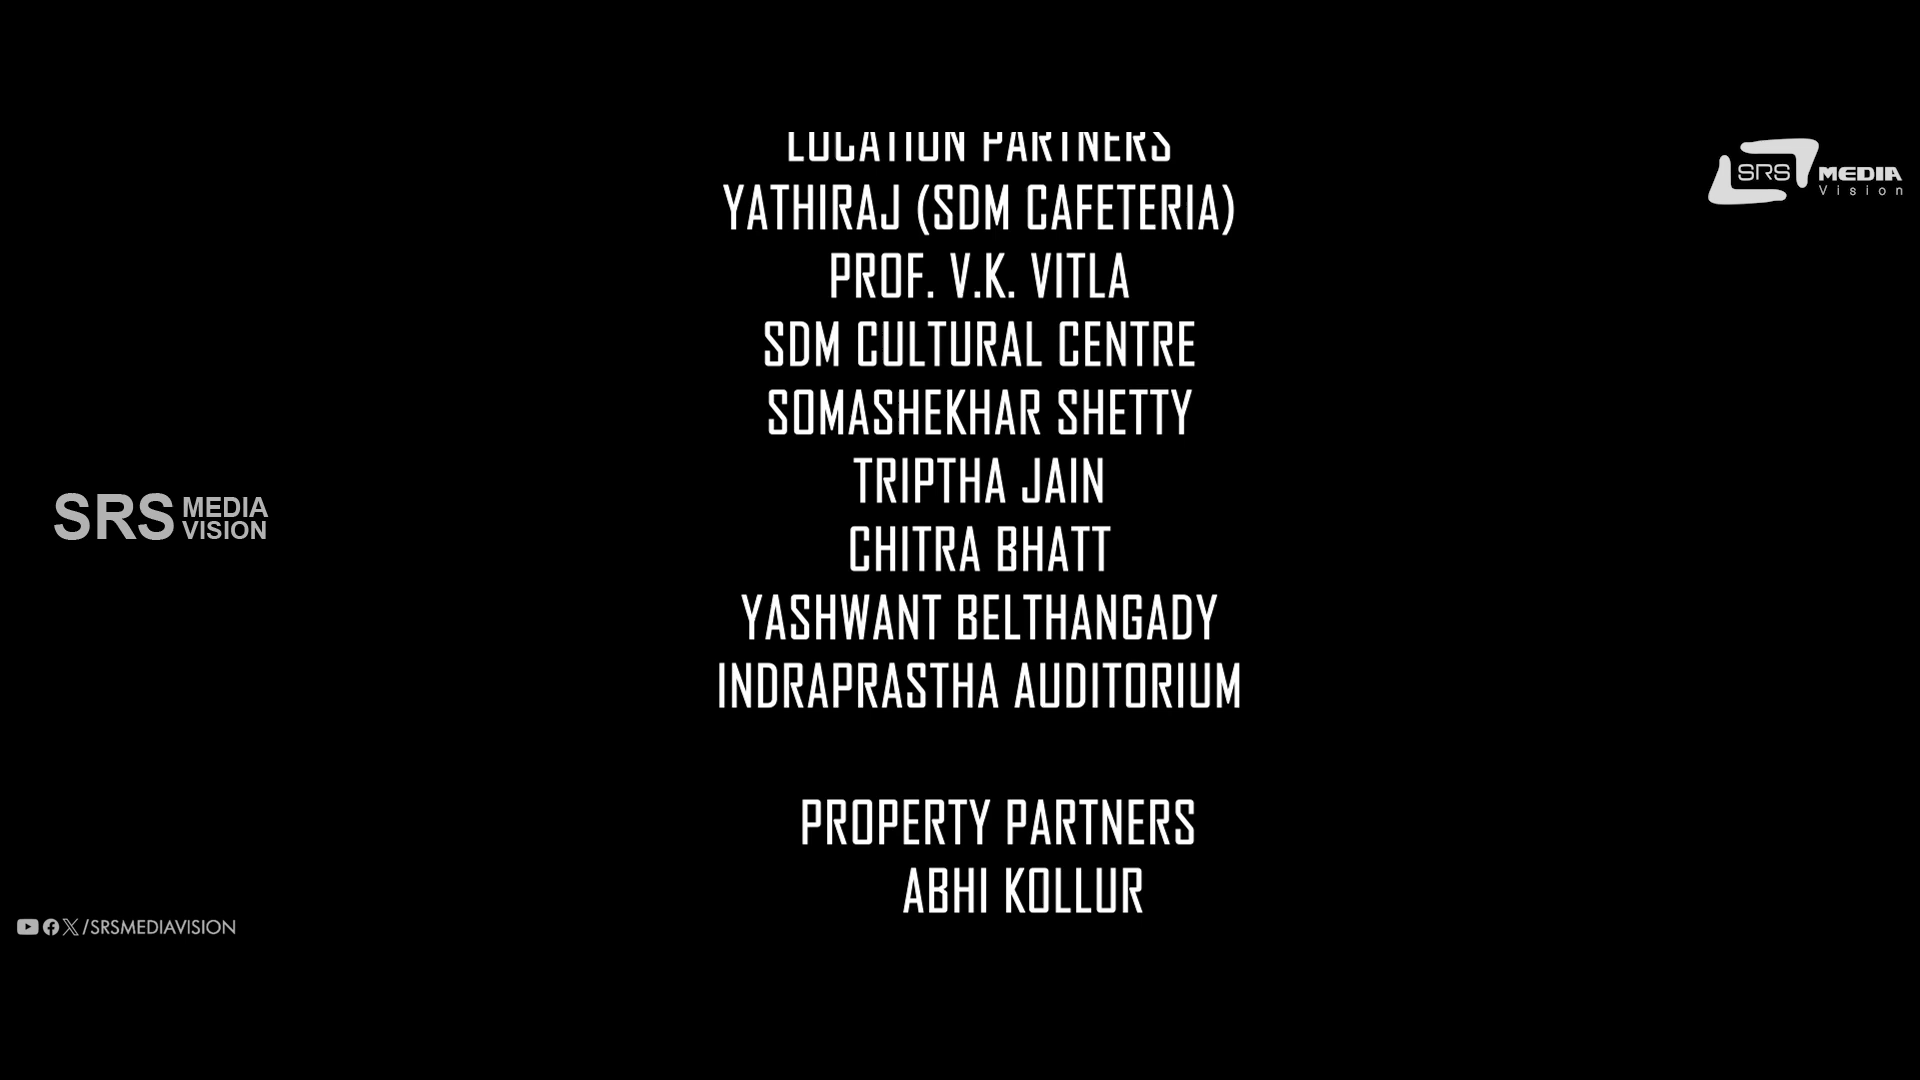 LOCATION PARTNERS
YATHIRAJ (SDM CAFETERIA)
PROF. V.K. VITLA
SDM CULTURAL CENTRE
SOMASHEKHAR SHETTY
TRIPTHA JAIN
CHITRA BHATT
YASHWANT BELTHANGADY
INDRAPRASTHA AUDITORIUM
PROPERTY PARTNERS
ABHI KOLLUR
SRS MEDIA
Vision
SRS MEDIA
VISION
/SRSMEDIAVISION